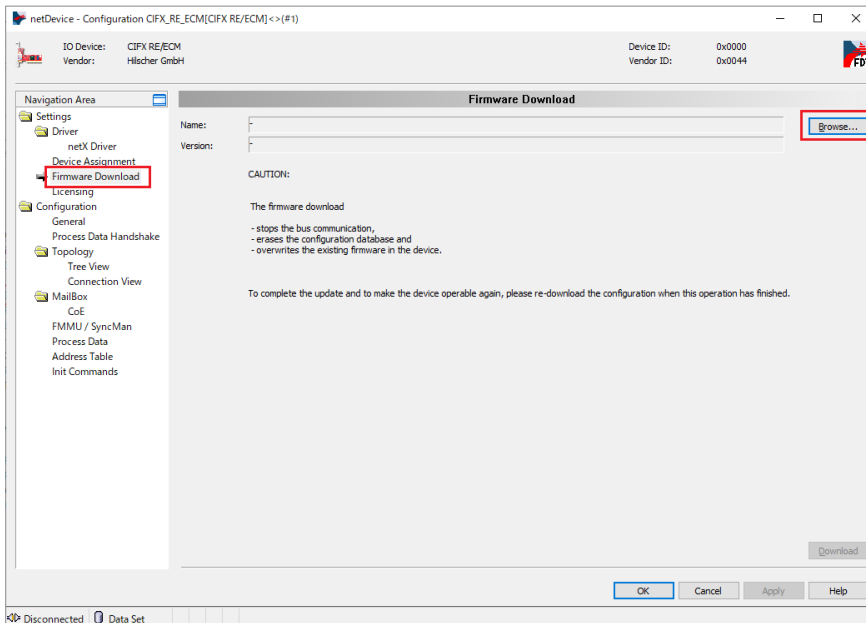 netDevice - Configuration CIFX_RE_ECM[CIFX RE/ECM]<>(#1)
IO Device: CIFX RE/ECM Device ID: 0x0000
Vendor: Hilscher GmbH Vendor ID: 0x0044
FDT
Navigation Area
Settings
Driver
netX Driver
Device Assignment
Firmware Download
Licensing
Configuration
General
Process Data Handshake
Topology
Tree View
Connection View
MailBox
CoE
FMMU / SyncMan
Process Data
Address Table
Init Commands
Firmware Download
Name: - Browse...
Version: -
CAUTION:
The firmware download
- stops the bus communication,
- erases the configuration database and
- overwrites the existing firmware in the device.
To complete the update and to make the device operable again, please re-download the configuration when this operation has finished.
Download
OK Cancel Apply Help
Disconnected Data Set